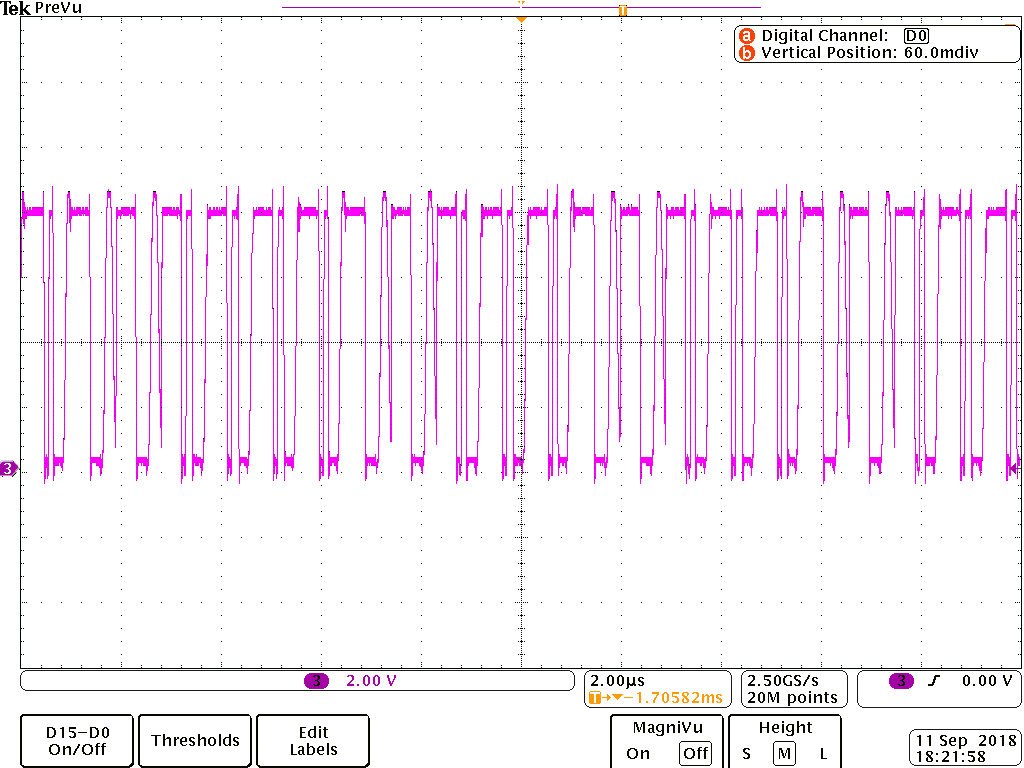 Tek PreVu
T
a Digital Channel: D0
b Vertical Position: 60.0mdiv
3
3 2.00 V
2.00µs
T→▼−1.70582ms
2.50GS/s
20M points
3 0.00 V
D15−D0
On/Off
Thresholds
Edit
Labels
MagniVu
On Off
Height
S M L
11 Sep 2018
18:21:58